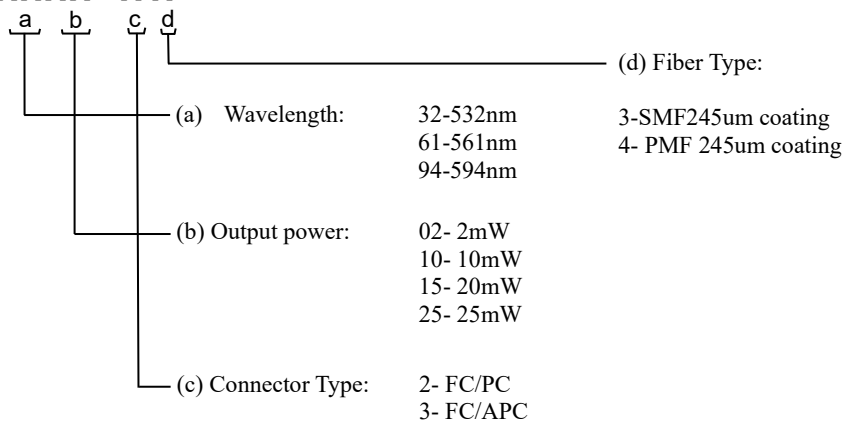 a b c d
(d) Fiber Type:
(a) Wavelength: 32-532nm 3-SMF245um coating
61-561nm 4- PMF 245um coating
94-594nm
(b) Output power: 02- 2mW
10- 10mW
15- 20mW
25- 25mW
(c) Connector Type: 2- FC/PC
3- FC/APC